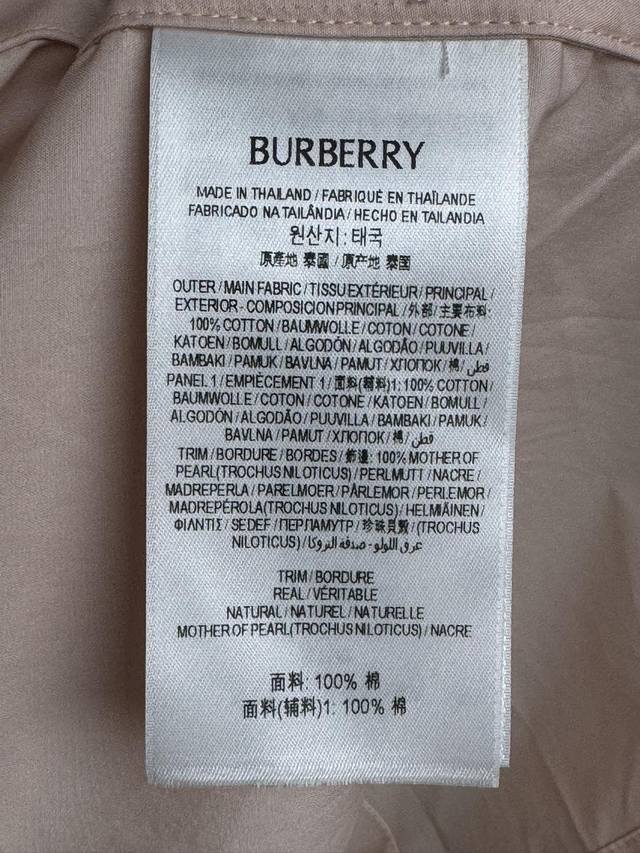 BURBERRY
MADE IN THAILAND / FABRIQUÉ EN THAÏLANDE
FABRICADO NA TAILÂNDIA / HECHO EN TAILANDIA
원산지: 태국
原產地 泰國 / 原产地 泰国
OUTER / MAIN FABRIC / TISSU EXTÉRIEUR / PRINCIPAL /
EXTERIOR - COMPOSICION PRINCIPAL / 外部 / 主要布料:
100% COTTON / BAUMWOLLE / COTON / COTONE /
KATOEN / BOMULL / ALGODÓN / ALGODÃO / PUUVILLA /
BAMBAKI / PAMUK / BAVLNA / PAMUT / ХЛОПОК / 棉 / قطن /
PANEL 1 / EMPIÈCEMENT 1 / 面料(輔料)1: 100% COTTON /
BAUMWOLLE / COTON / COTONE / KATOEN / BOMULL /
ALGODÓN / ALGODÃO / PUUVILLA / BAMBAKI / PAMUK /
BAVLNA / PAMUT / ХЛОПОК / 棉 / قطن
TRIM / BORDURE / BORDES / 飾邊: 100% MOTHER OF
PEARL(TROCHUS NILOTICUS) / PERLMUTT / NACRE /
MADREPERLA / PARELMOER / PÄRLEMOR / PERLEMOR /
MADREPÉROLA(TROCHUS NILOTICUS) / HELMIÄINEN /
ΦΙΛΝΤΙΣ / SEDEF / ПЕРЛАМУТР / 珍珠貝殼 / (TROCHUS
NILOTICUS) / عرق اللولو - صدفة التروكا
TRIM / BORDURE
REAL / VÉRITABLE
NATURAL / NATUREL / NATURELLE
MOTHER OF PEARL(TROCHUS NILOTICUS) / NACRE
面料: 100% 棉
面料(辅料)1: 100% 棉